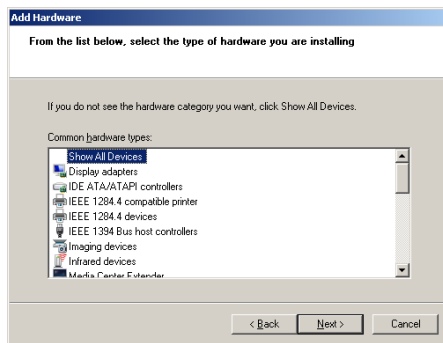 Add Hardware
From the list below, select the type of hardware you are installing
If you do not see the hardware category you want, click Show All Devices.
Common hardware types:
Show All Devices
Display adapters
IDE ATA/ATAPI controllers
IEEE 1284.4 compatible printer
IEEE 1284.4 devices
IEEE 1394 Bus host controllers
Imaging devices
Infrared devices
Media Center Extender
< Back Next > Cancel